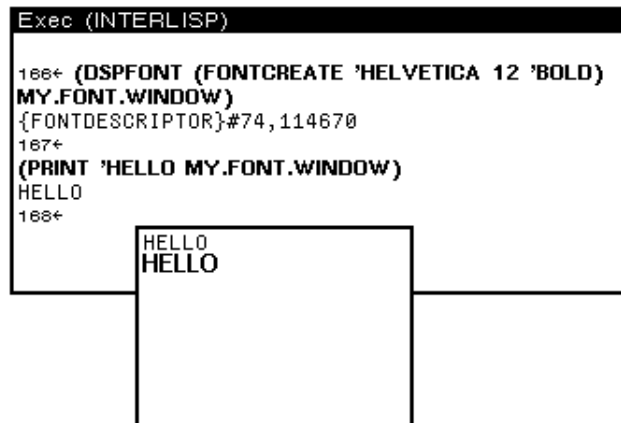 Exec (INTERLISP)
166← (DSPFONT (FONTCREATE 'HELVETICA 12 'BOLD)
MY.FONT.WINDOW)
{FONTDESCRIPTOR}#74,114670
167←
(PRINT 'HELLO MY.FONT.WINDOW)
HELLO
168←
HELLO
HELLO